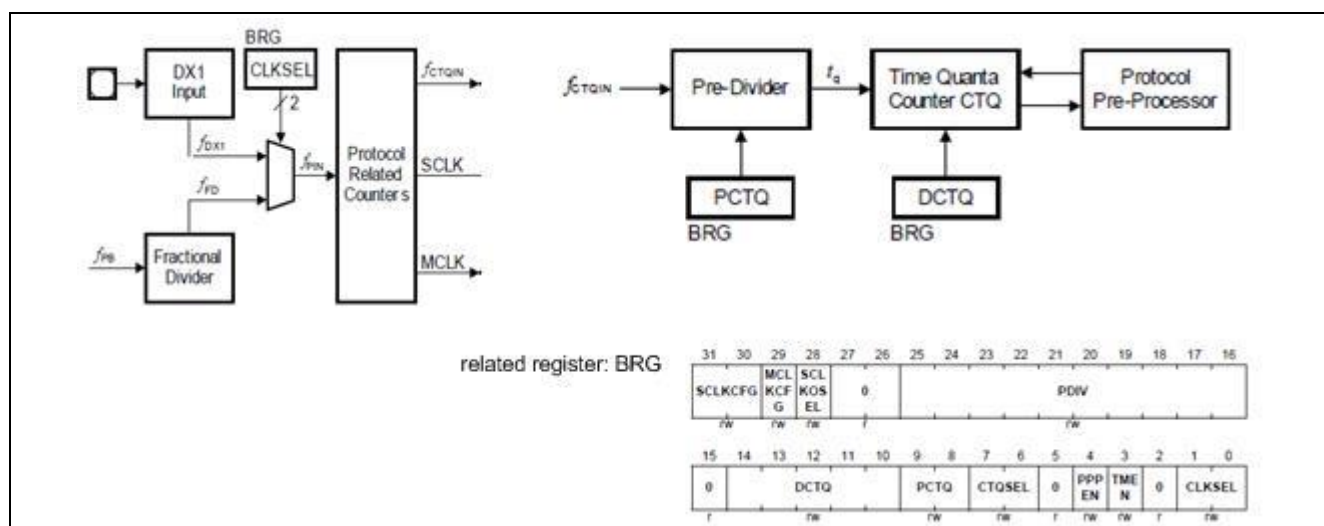 BRG
CLKSEL
DX1
Input
2
fDX1
fFD
fPIN
fPB
Fractional
Divider
Protocol
Related
Counters
fCTQIN
SCLK
MCLK
fCTQIN
Pre-Divider
tq
Time Quanta
Counter CTQ
Protocol
Pre-Processor
PCTQ
BRG
DCTQ
BRG
related register: BRG
31 30 29 28 27 26 25 24 23 22 21 20 19 18 17 16
SCLKCFG MCLKCFG SCLKOSEL 0 PDIV
rw rw rw r rw
15 14 13 12 11 10 9 8 7 6 5 4 3 2 1 0
0 DCTQ PCTQ CTQSEL 0 PPPEN TMEN 0 CLKSEL
r rw rw rw r rw rw r rw